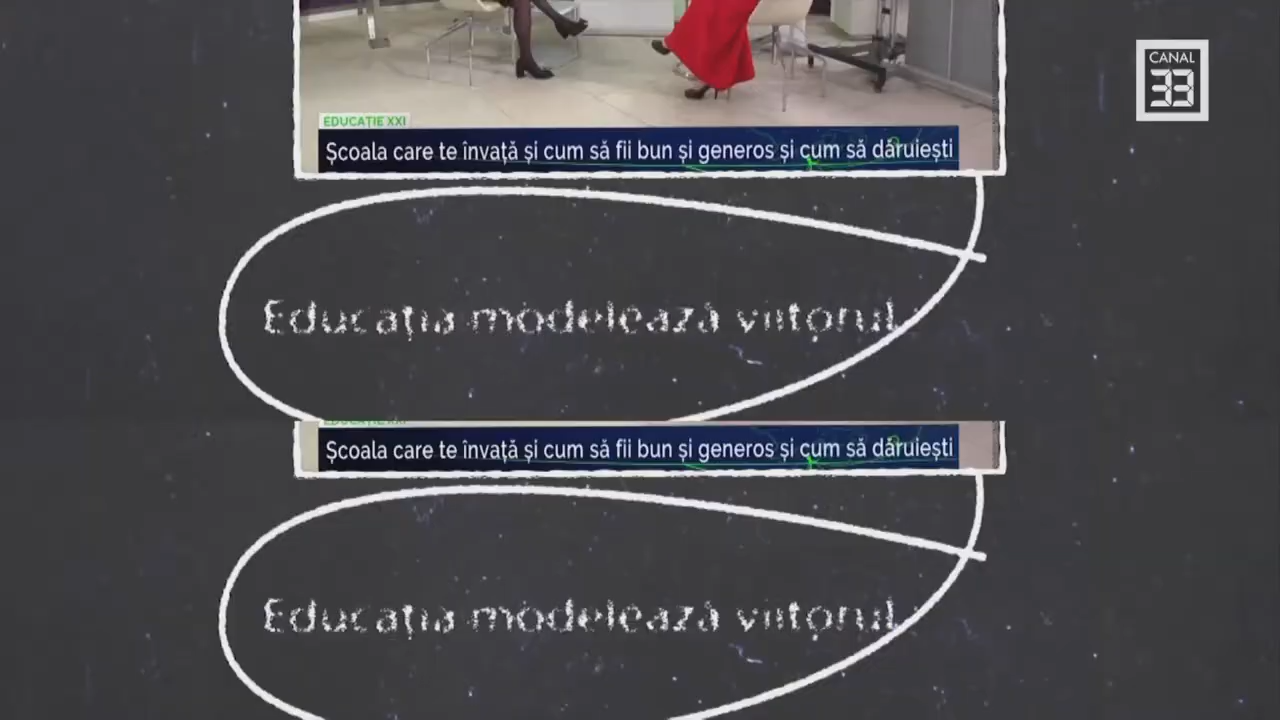 CANAL
33
EDUCAȚIE XXI
Școala care te învață și cum să fii bun și generos și cum să dăruiești
Educația modelează viitorul
EDUCAȚIE XXI
Școala care te învață și cum să fii bun și generos și cum să dăruiești
Educația modelează viitorul